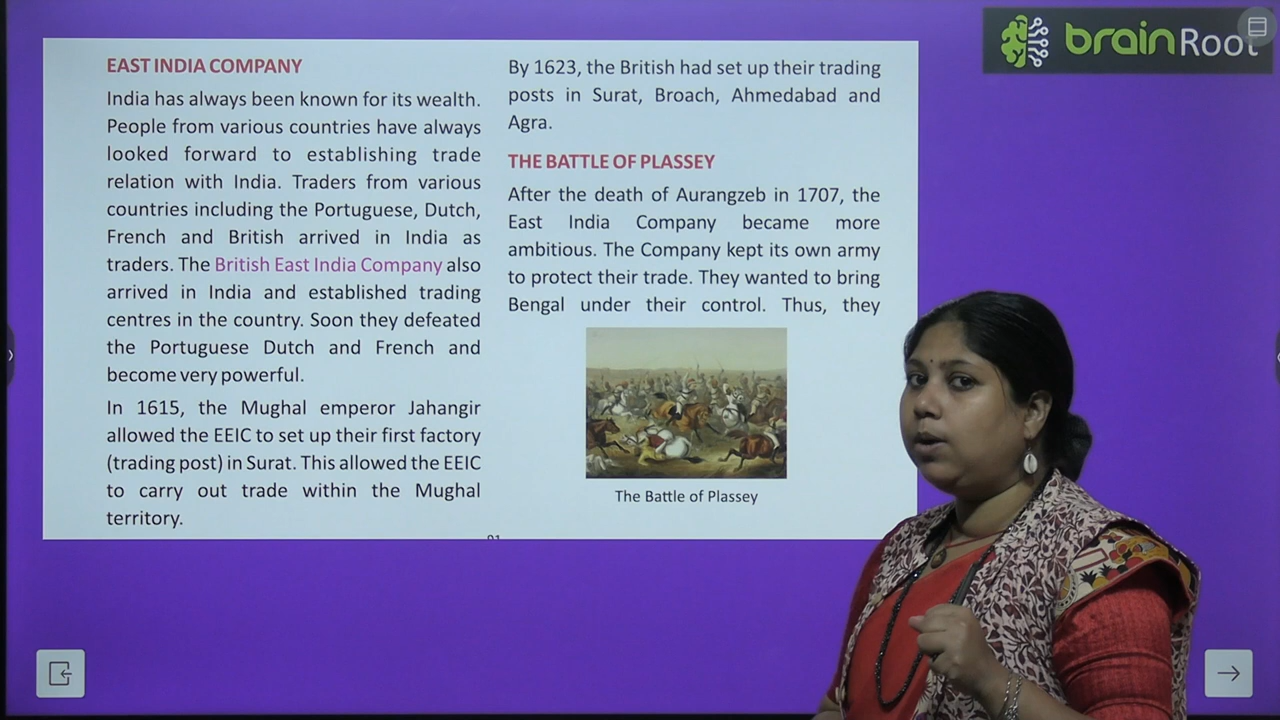 EAST INDIA COMPANY
India has always been known for its wealth.
People from various countries have always
looked forward to establishing trade
relation with India. Traders from various
countries including the Portuguese, Dutch,
French and British arrived in India as
traders. The British East India Company also
arrived in India and established trading
centres in the country. Soon they defeated
the Portuguese Dutch and French and
become very powerful.
In 1615, the Mughal emperor Jahangir
allowed the EEIC to set up their first factory
(trading post) in Surat. This allowed the EEIC
to carry out trade within the Mughal
territory.
By 1623, the British had set up their trading
posts in Surat, Broach, Ahmedabad and
Agra.
THE BATTLE OF PLASSEY
After the death of Aurangzeb in 1707, the
East India Company became more
ambitious. The Company kept its own army
to protect their trade. They wanted to bring
Bengal under their control. Thus, they
The Battle of Plassey
brainRoot